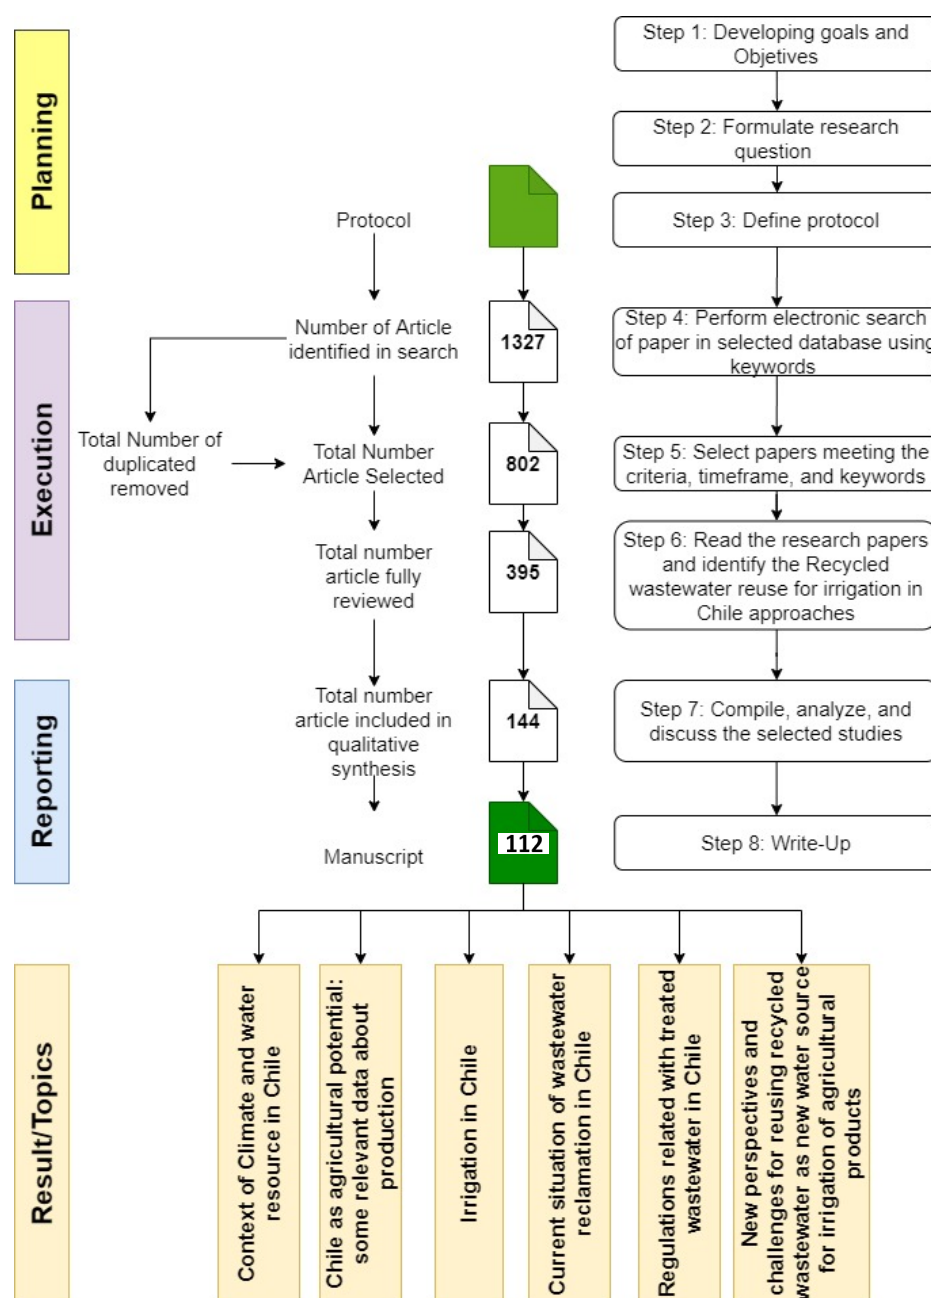 Planning
Protocol
Step 1: Developing goals and
Objetives
Step 2: Formulate research
question
Step 3: Define protocol
Execution
Number of Article
identified in search
1327
Step 4: Perform electronic search
of paper in selected database using
keywords
Total Number of
duplicated
removed
Total Number
Article Selected
802
Step 5: Select papers meeting the
criteria, timeframe, and keywords
Total number
article fully
reviewed
395
Step 6: Read the research papers
and identify the Recycled
wastewater reuse for irrigation in
Chile approaches
Reporting
Total number
article included in
qualitative
synthesis
144
Step 7: Compile, analyze, and
discuss the selected studies
Manuscript
112
Step 8: Write-Up
Result/Topics
Context of Climate and water
resource in Chile
Chile as agricultural potential:
some relevant data about
production
Irrigation in Chile
Current situation of wastewater
reclamation in Chile
Regulations related with treated
wastewater in Chile
New perspectives and
challenges for reusing recycled
wastewater as new water source
for irrigation of agricultural
products